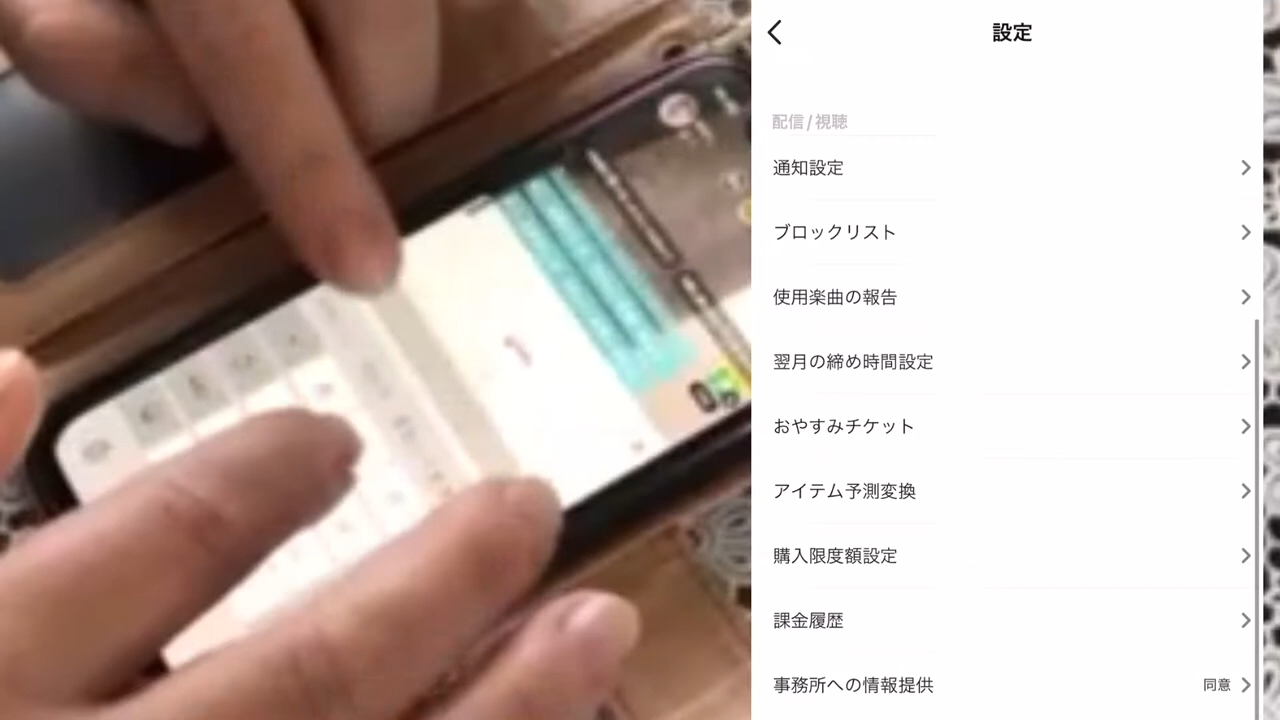 設定
配信/視聴
通知設定
ブロックリスト
使用楽曲の報告
翌月の締め時間設定
おやすみチケット
アイテム予測変換
購入限度額設定
課金履歴
事務所への情報提供
同意